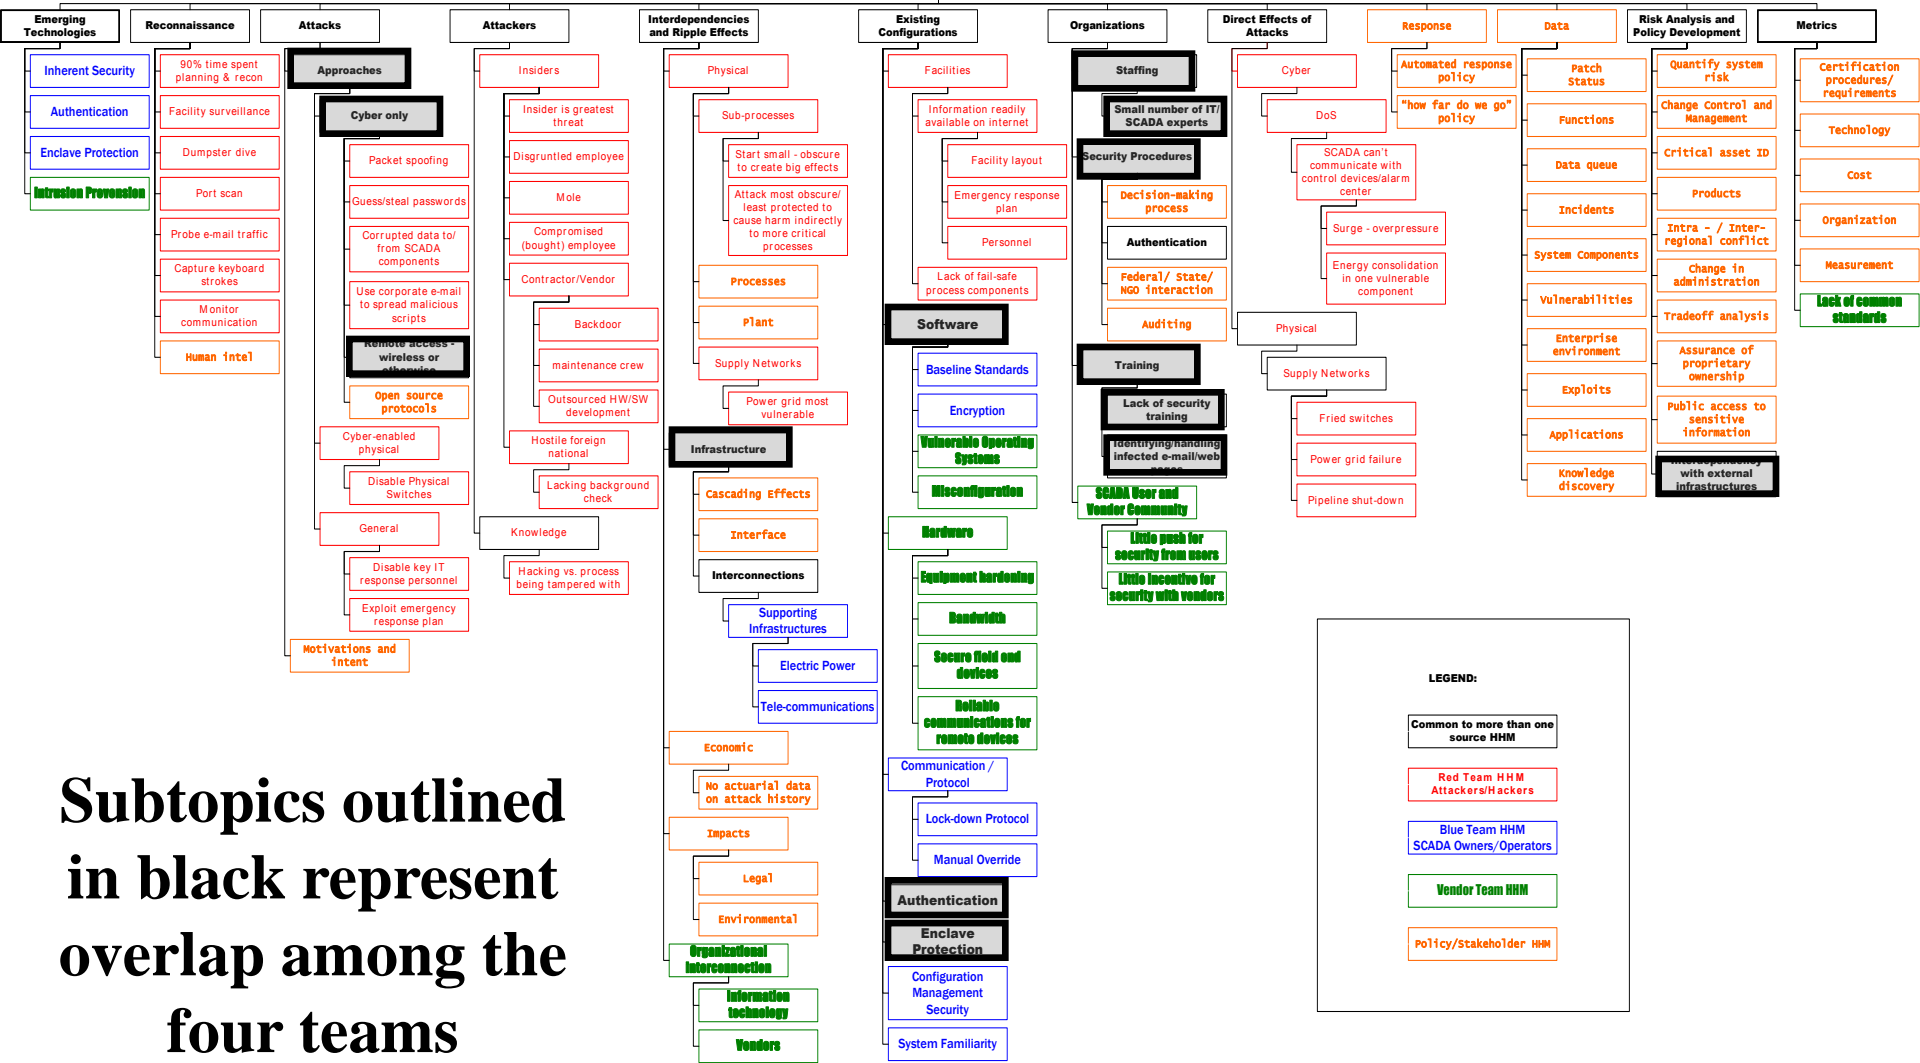 Emerging
Technologies
Inherent Security
Authentication
Enclave Protection
Intrusion Prevension
Reconnaissance
90% time spent
planning & recon
Facility surveillance
Dumpster dive
Port scan
Probe e-mail traffic
Capture keyboard
strokes
Monitor
communication
Human intel
Attacks
Approaches
Cyber only
Packet spoofing
Guess/steal passwords
Corrupted data to/
from SCADA
components
Use corporate e-mail
to spread malicious
scripts
Remote access -
wireless or
otherwise
Open source
protocols
Cyber-enabled
physical
Disable Physical
Switches
General
Disable key IT
response personnel
Exploit emergency
response plan
Motivations and
intent
Attackers
Insiders
Insider is greatest
threat
Disgruntled employee
Mole
Compromised
(bought) employee
Contractor/Vendor
Backdoor
maintenance crew
Outsourced HW/SW
development
Hostile foreign
national
Lacking background
check
Knowledge
Hacking vs. process
being tampered with
Interdependencies
and Ripple Effects
Physical
Sub-processes
Start small - obscure
to create big effects
Attack most obscure/
least protected to
cause harm indirectly
to more critical
processes
Processes
Plant
Supply Networks
Power grid most
vulnerable
Infrastructure
Cascading Effects
Interface
Interconnections
Supporting
Infrastructures
Electric Power
Tele-communications
Economic
No actuarial data
on attack history
Impacts
Legal
Environmental
Organizational
Interconnection
Information
technology
Vendors
Existing
Configurations
Facilities
Information readily
available on internet
Facility layout
Emergency response
plan
Personnel
Lack of fail-safe
process components
Software
Baseline Standards
Encryption
Vulnerable Operating
Systems
Misconfiguration
Hardware
Equipment hardening
Bandwidth
Secure field end
devices
Reliable
communications for
remote devices
Communication /
Protocol
Lock-down Protocol
Manual Override
Authentication
Enclave
Protection
Configuration
Management
Security
System Familiarity
Organizations
Staffing
Small number of IT/
SCADA experts
Security Procedures
Decision-making
process
Authentication
Federal/ State/
NGO interaction
Auditing
Training
Lack of security
training
Identifying/handling
infected e-mail/web
pages
SCADA User and
Vendor Community
Little push for
security from users
Little incentive for
security with vendors
Direct Effects of
Attacks
Cyber
DoS
SCADA can't
communicate with
control devices/alarm
center
Surge - overpressure
Energy consolidation
in one vulnerable
component
Physical
Supply Networks
Fried switches
Power grid failure
Pipeline shut-down
Response
Automated response
policy
“how far do we go”
policy
Data
Patch
Status
Functions
Data queue
Incidents
System Components
Vulnerabilities
Enterprise
environment
Exploits
Applications
Knowledge
discovery
Risk Analysis and
Policy Development
Quantify system
risk
Change Control and
Management
Critical asset ID
Products
Intra - / Inter-
regional conflict
Change in
administration
Tradeoff analysis
Assurance of
proprietary
ownership
Public access to
sensitive
information
Interdependency
with external
infrastructures
Metrics
Certification
procedures/
requirements
Technology
Cost
Organization
Measurement
Lack of common
standards
LEGEND:
Common to more than one
source HHM
Red Team HHM
Attackers/Hackers
Blue Team HHM
SCADA Owners/Operators
Vendor Team HHM
Policy/Stakeholder HHM
Subtopics outlined
in black represent
overlap among the
four teams